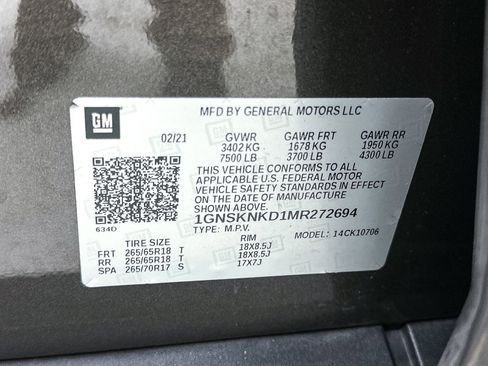 GM
MFD BY GENERAL MOTORS LLC
02/21 GVWR GAWR FRT GAWR RR
3402 KG 1678 KG 1950 KG
7500 LB 3700 LB 4300 LB
THIS VEHICLE CONFORMS TO ALL
APPLICABLE U.S. FEDERAL MOTOR
VEHICLE SAFETY STANDARDS IN EFFECT
ON THE DATE OF MANUFACTURE
SHOWN ABOVE.
634D
1GNSKNKD1MR272694
TYPE: M.P.V. MODEL: 14CK10706
TIRE SIZE RIM
FRT 265/65R18 T 18X8.5J
RR 265/65R18 T 18X8.5J
SPA 265/70R17 S 17X7J